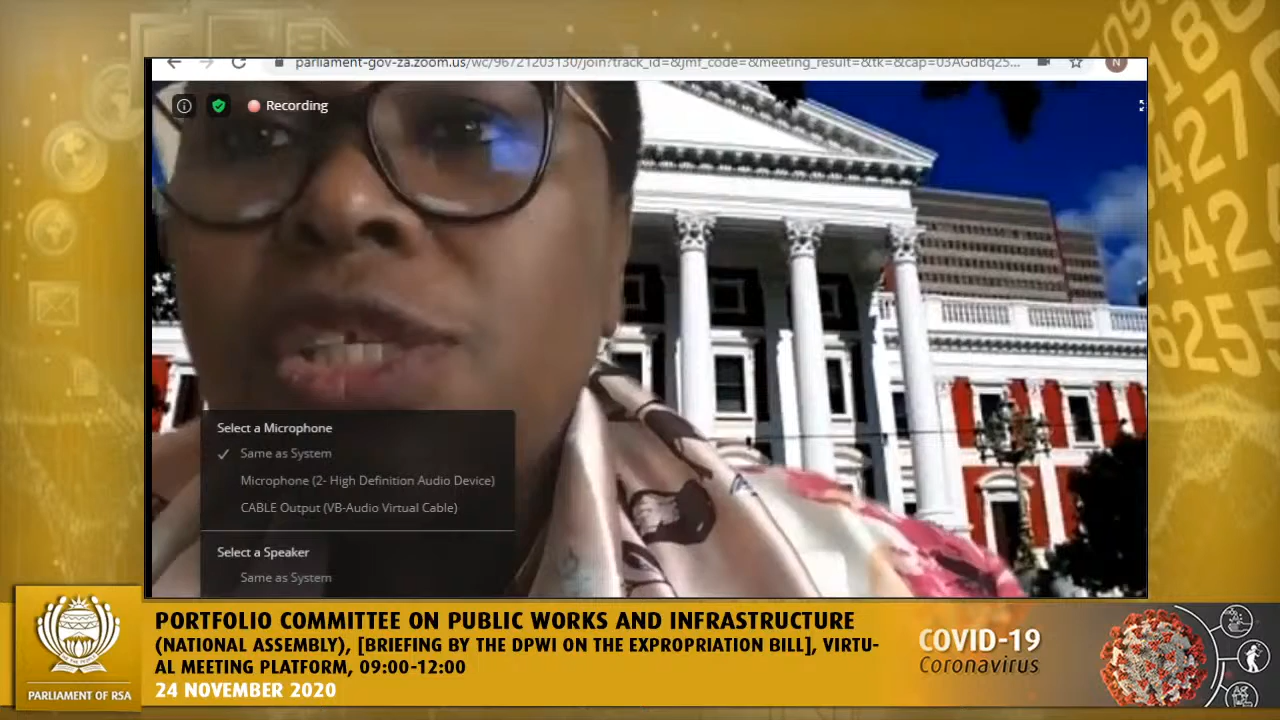 parliament-gov-za.zoom.us/wc/96721203130/join?track_id=&jmf_code=&meeting_result=&tk=&cap=03AGdBq25...
N
Recording
Select a Microphone
Same as System
Microphone (2- High Definition Audio Device)
CABLE Output (VB-Audio Virtual Cable)
Select a Speaker
Same as System
PORTFOLIO COMMITTEE ON PUBLIC WORKS AND INFRASTRUCTURE
(NATIONAL ASSEMBLY), [BRIEFING BY THE DPWI ON THE EXPROPRIATION BILL], VIRTU-
AL MEETING PLATFORM, 09:00-12:00
24 NOVEMBER 2020
PARLIAMENT OF RSA
COVID-19
Coronavirus